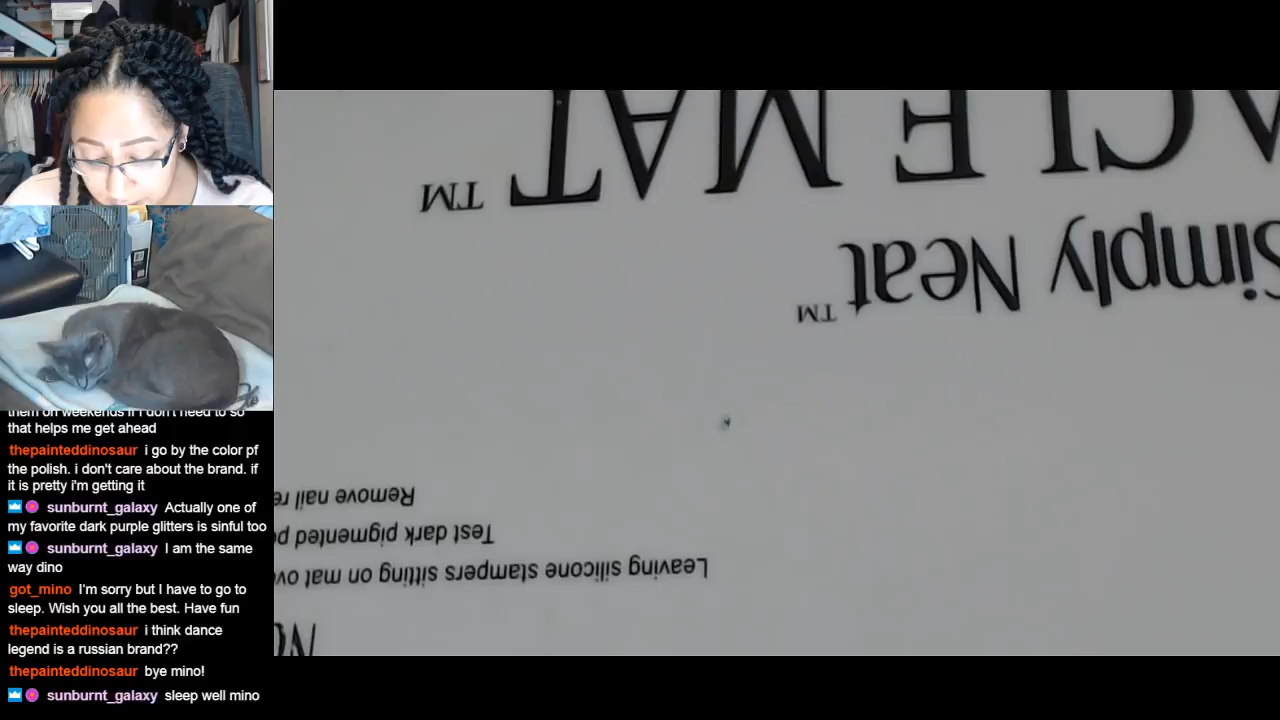 them on weekends if I don't need to so
that helps me get ahead
thepainteddinosaur i go by the color pf
the polish. i don't care about the brand. if
it is pretty i'm getting it
sunburnt_galaxy Actually one of
my favorite dark purple glitters is sinful too
sunburnt_galaxy I am the same
way dino
got_mino I'm sorry but I have to go to
sleep. Wish you all the best. Have fun
thepainteddinosaur i think dance
legend is a russian brand??
thepainteddinosaur bye mino!
sunburnt_galaxy sleep well mino
Leaving silicone stampers sitting on mat
Test dark pigmented
Remove nail
Simply Neat™
MAT™